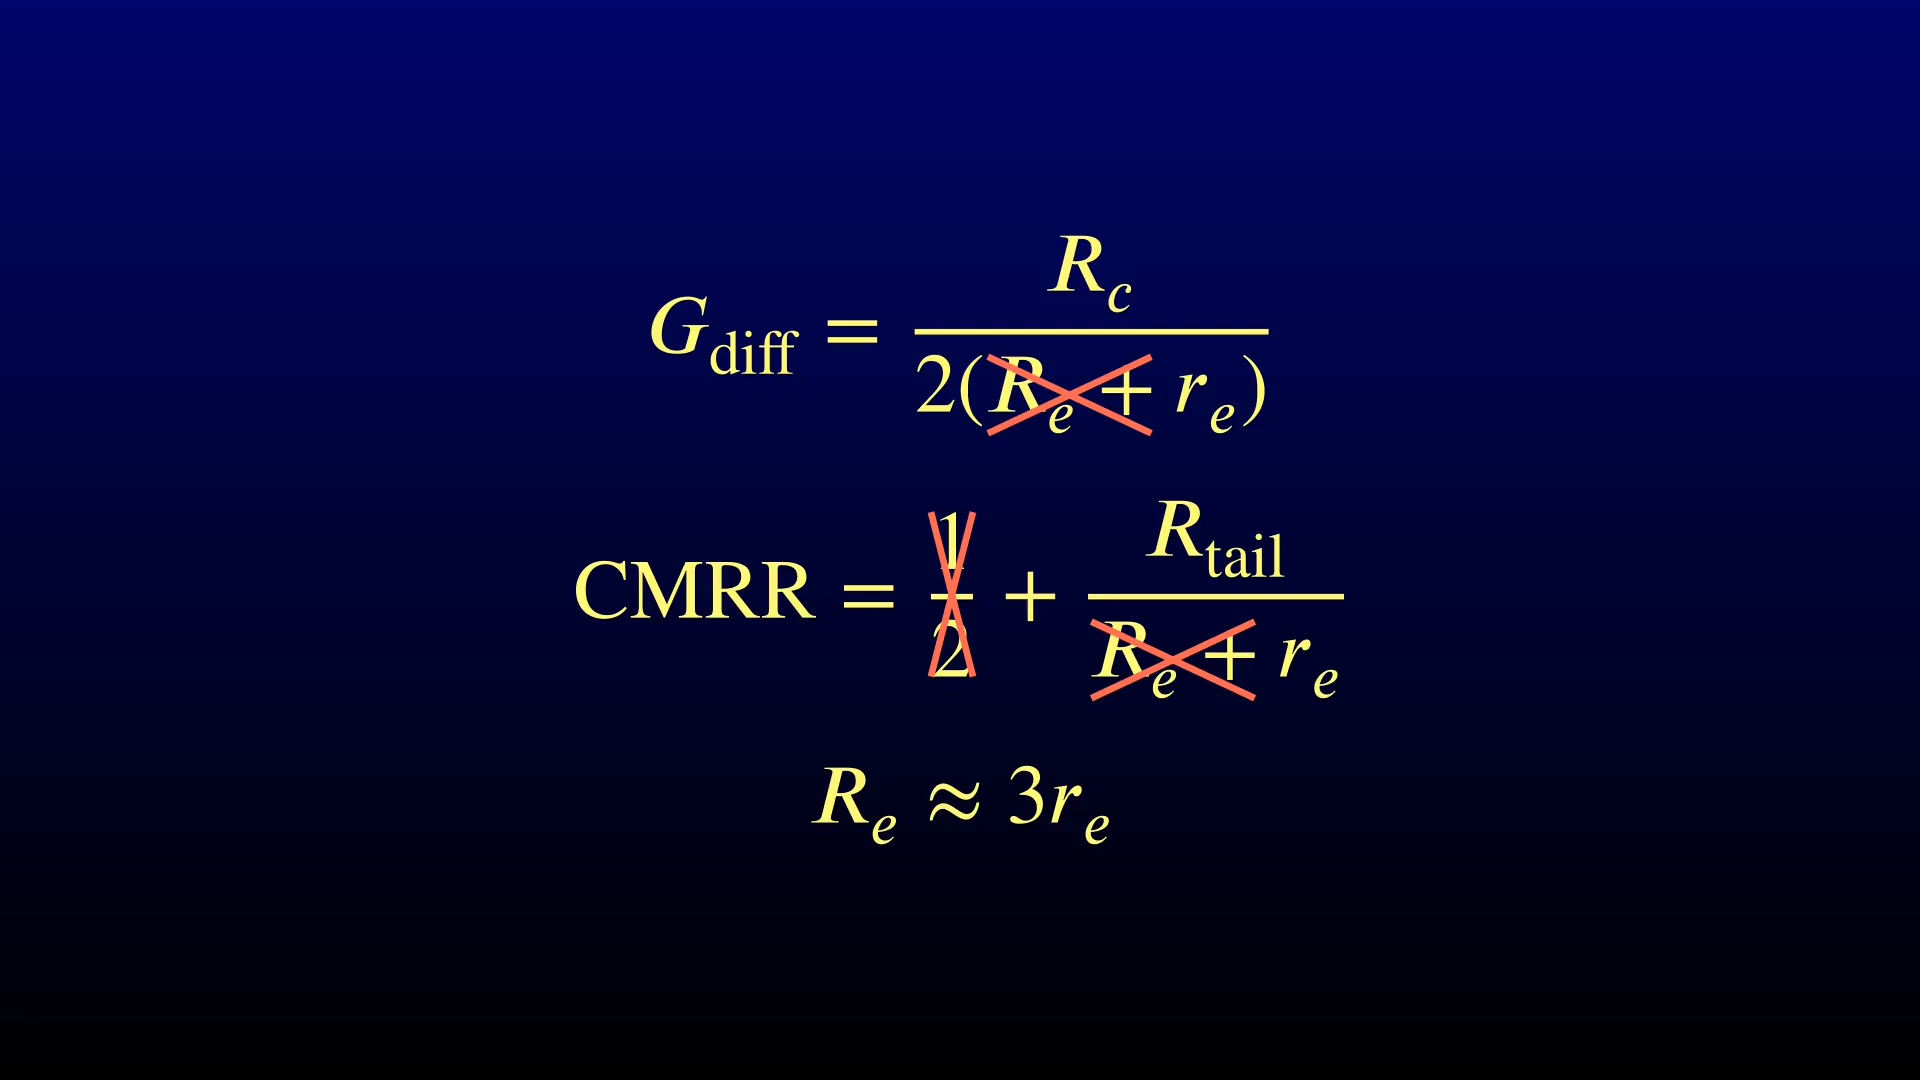 G_diff = R_c / 2(R_e + r_e)
CMRR = 1/2 + R_tail / R_e + r_e
R_e ≈ 3r_e